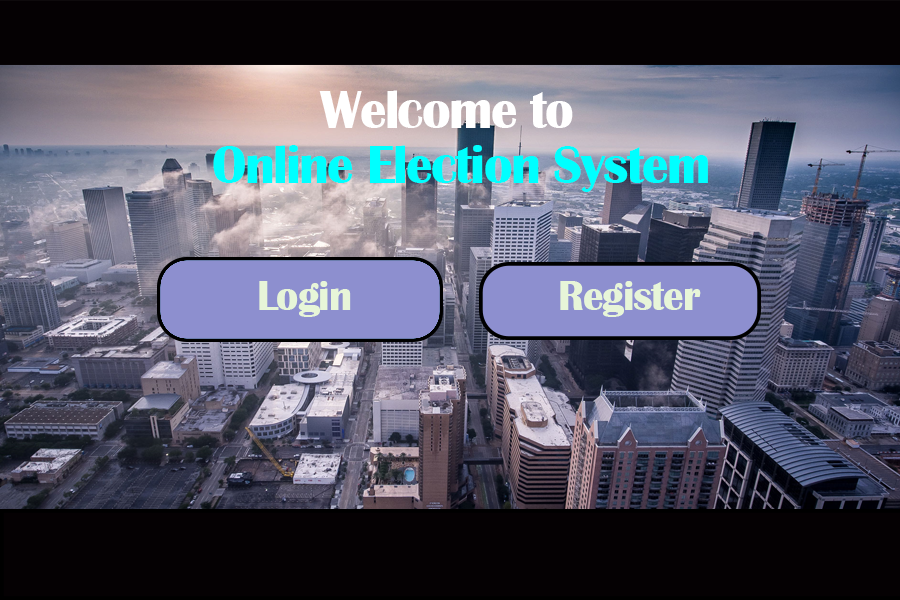 Welcome to
Online Election System
Login
Register